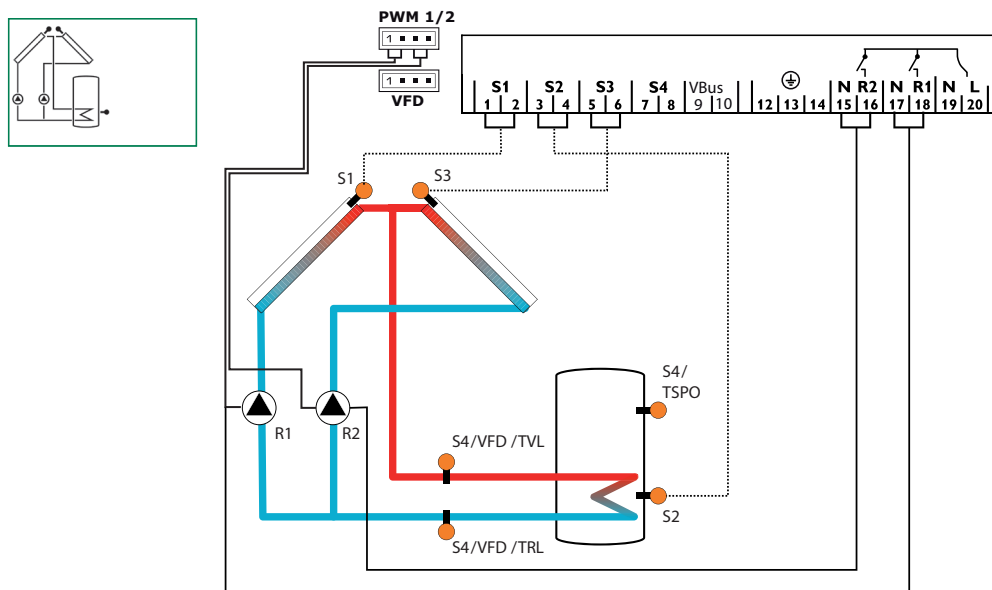 PWM 1/2
1
1
VFD
S1 S2 S3 S4 VBus N R2 N R1 N L
1 2 3 4 5 6 7 8 9 10 12 13 14 15 16 17 18 19 20
S1 S3
S4/
TSPO
R1 R2
S4/VFD /TVL
S2
S4/VFD /TRL